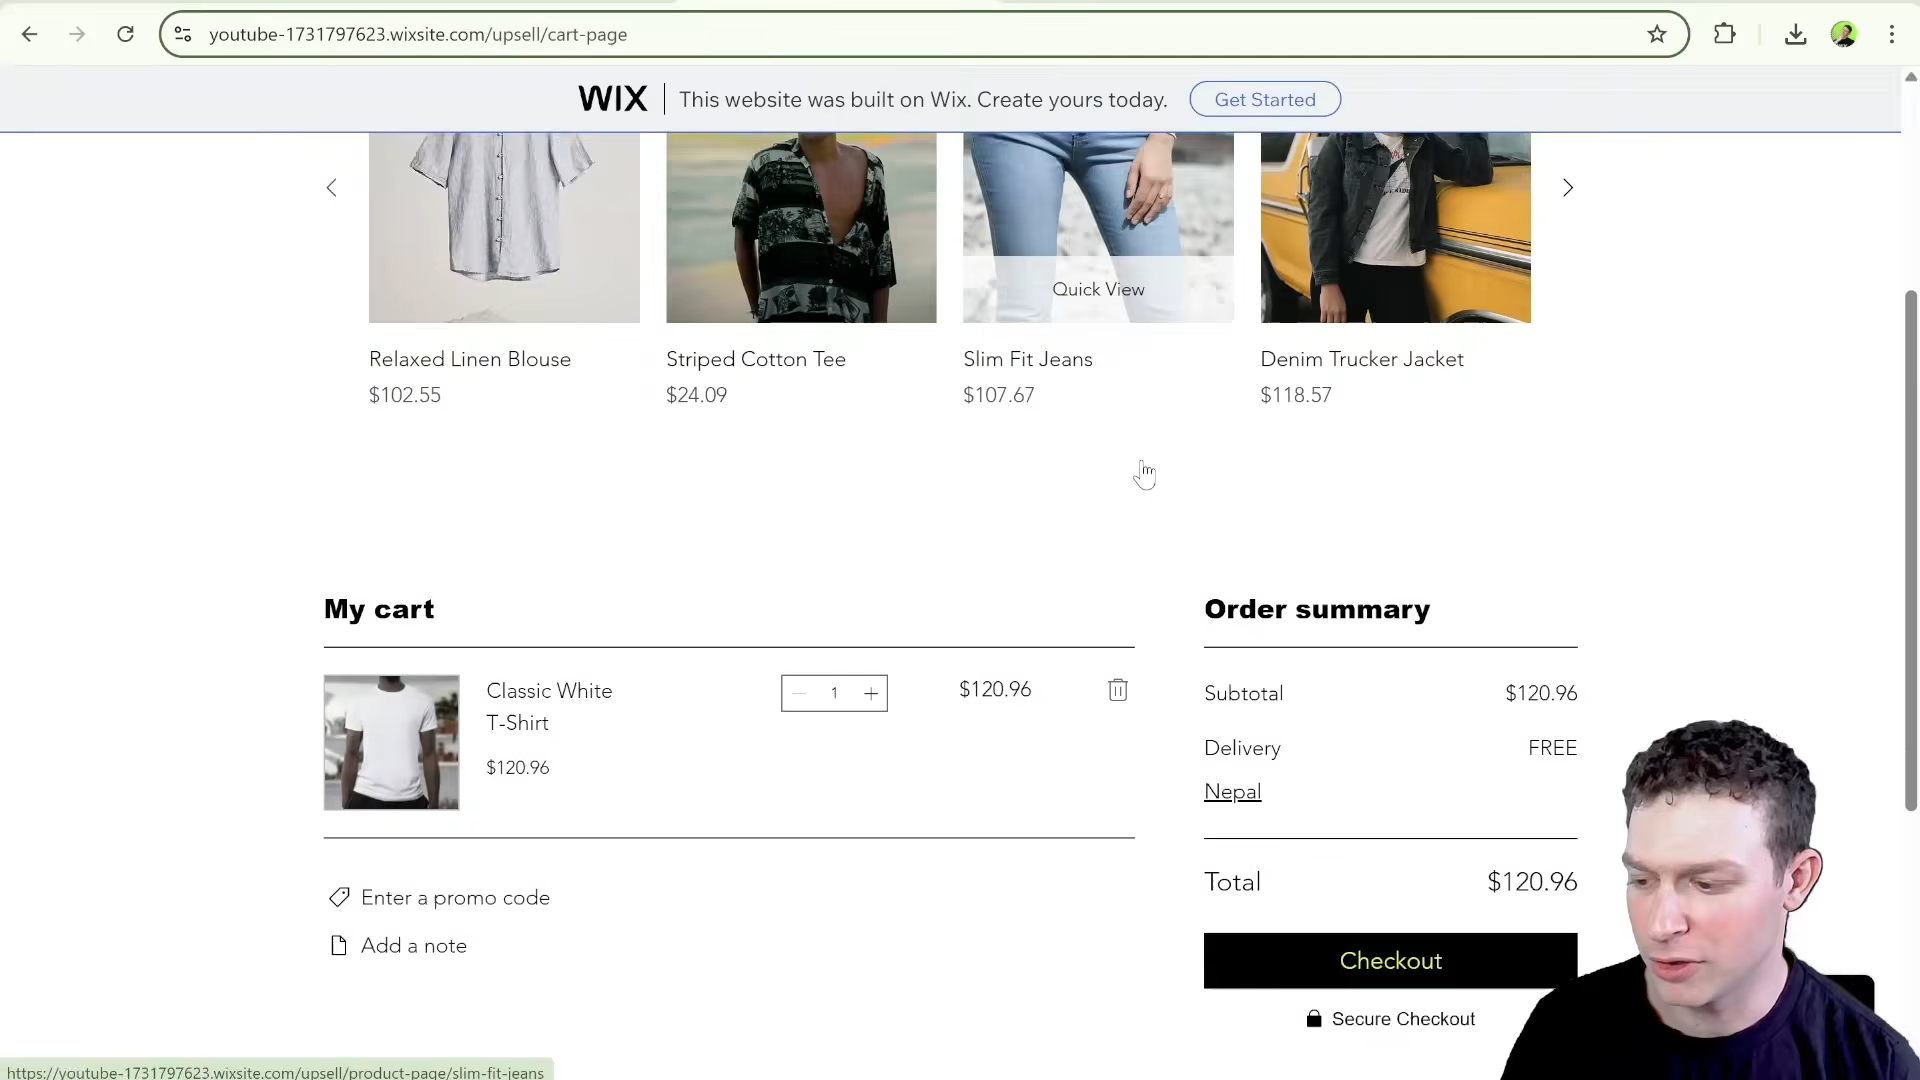 youtube-1731797623.wixsite.com/upsell/cart-page
WIX
This website was built on Wix. Create yours today.
Get Started
Quick View
Relaxed Linen Blouse
Striped Cotton Tee
Slim Fit Jeans
Denim Trucker Jacket
$102.55
$24.09
$107.67
$118.57
My cart
Order summary
Classic White
T-Shirt
$120.96
1
$120.96
Subtotal
$120.96
Delivery
FREE
Nepal
Total
$120.96
Enter a promo code
Add a note
Checkout
Secure Checkout
https://youtube-1731797623.wixsite.com/upsell/product-page/slim-fit-jeans